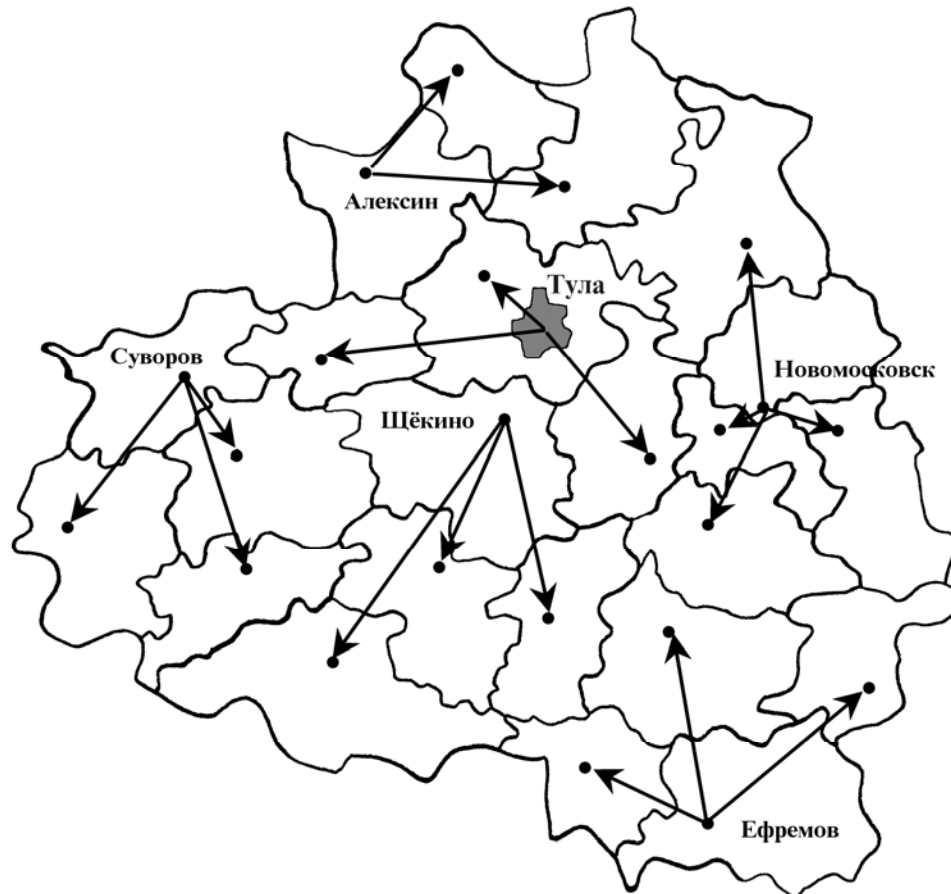 Алексин
Тула
Суворов
Новомосковск
Щёкино
Ефремов